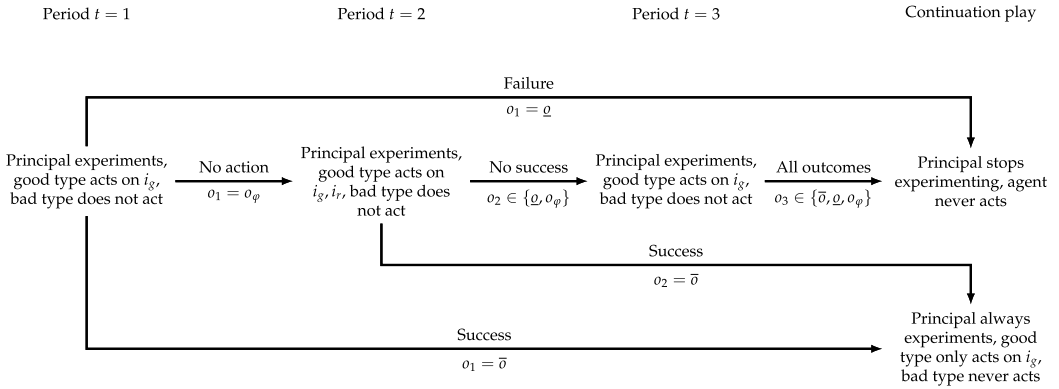 Period t = 1
Period t = 2
Period t = 3
Continuation play
Failure
o₁ = o̲
Principal experiments,
good type acts on i_g,
bad type does not act
No action
o₁ = o_φ
Principal experiments,
good type acts on
i_g, i_r, bad type does
not act
No success
o₂ ∈ {o̲, o_φ}
Principal experiments,
good type acts on i_g,
bad type does not act
All outcomes
o₃ ∈ {o̅, o̲, o_φ}
Principal stops
experimenting, agent
never acts
Success
o₂ = o̅
Success
o₁ = o̅
Principal always
experiments, good
type only acts on i_g,
bad type never acts